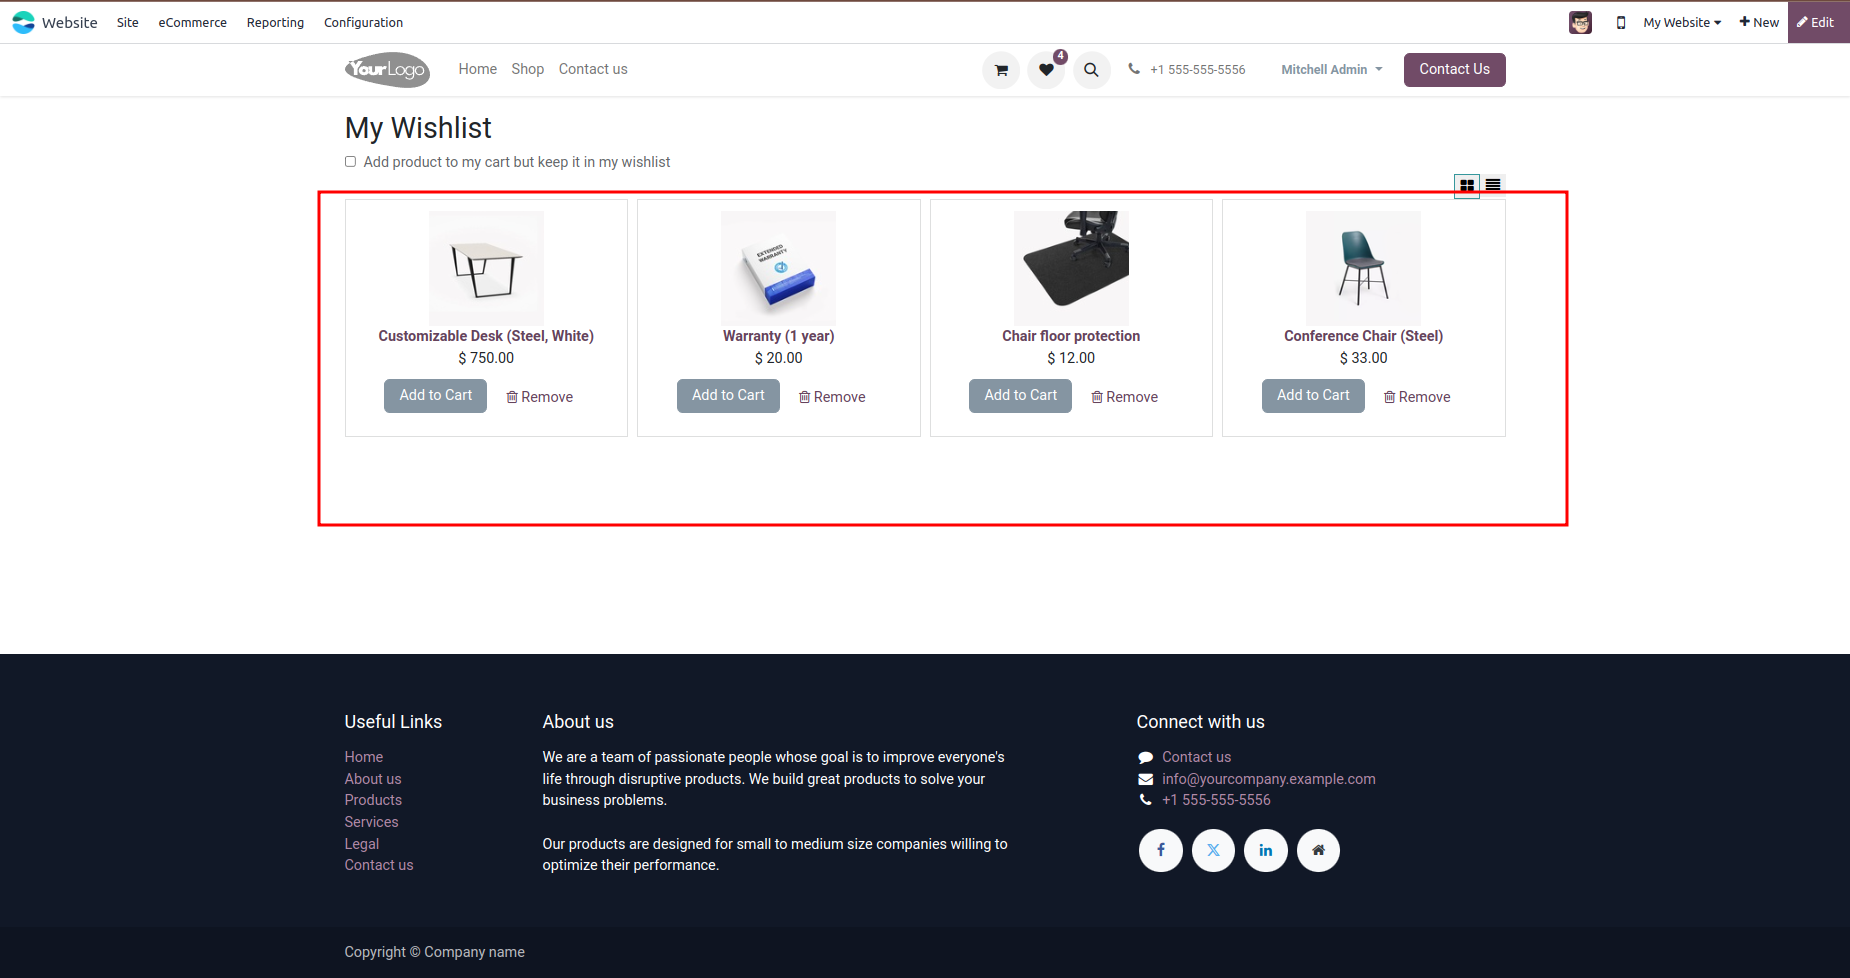 Website Site eCommerce Reporting Configuration My Website New Edit
YourLogo Home Shop Contact us 4 +1 555-555-5556 Mitchell Admin Contact Us
My Wishlist
Add product to my cart but keep it in my wishlist
EXTENDED
WARRANTY
Customizable Desk (Steel, White) Warranty (1 year) Chair floor protection Conference Chair (Steel)
$ 750.00 $ 20.00 $ 12.00 $ 33.00
Add to Cart Remove Add to Cart Remove Add to Cart Remove Add to Cart Remove
Useful Links
Home
About us
Products
Services
Legal
Contact us
About us
We are a team of passionate people whose goal is to improve everyone's
life through disruptive products. We build great products to solve your
business problems.
Our products are designed for small to medium size companies willing to
optimize their performance.
Connect with us
Contact us
info@yourcompany.example.com
+1 555-555-5556
Copyright © Company name